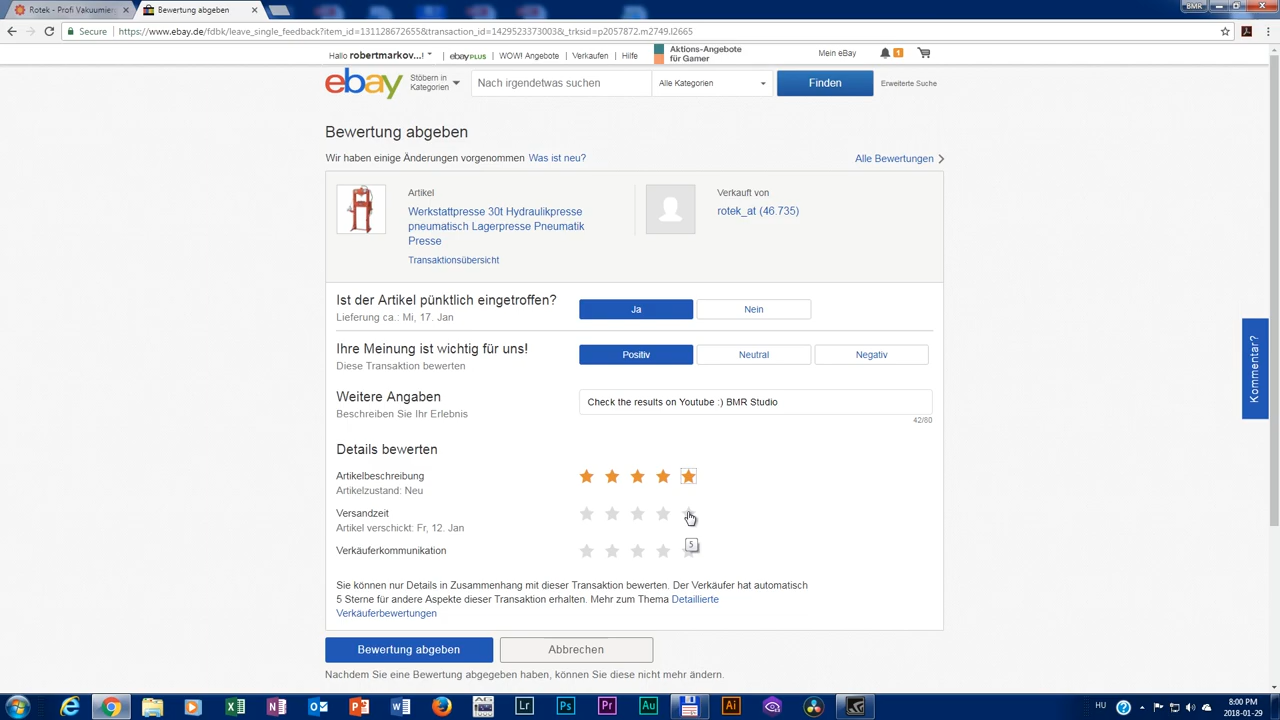 Rotek - Profi Vakuumier
Bewertung abgeben
Secure https://www.ebay.de/fdbk/leave_single_feedback?item_id=131128672655&transaction_id=1429523373003&_trksid=p2057872.m2749.l2665
BMR
Hallo robertmarkov...!
ebay PLUS
WOW! Angebote
Verkaufen
Hilfe
Aktions-Angebote
für Gamer
Mein eBay
1
ebay
Stöbern in
Kategorien
Nach irgendetwas suchen
Alle Kategorien
Finden
Erweiterte Suche
Bewertung abgeben
Wir haben einige Änderungen vorgenommen Was ist neu?
Alle Bewertungen
Artikel
Werkstattpresse 30t Hydraulikpresse
pneumatisch Lagerpresse Pneumatik
Presse
Transaktionsübersicht
Verkauft von
rotek_at (46.735)
Ist der Artikel pünktlich eingetroffen?
Lieferung ca.: Mi, 17. Jan
Ja
Nein
Ihre Meinung ist wichtig für uns!
Diese Transaktion bewerten
Positiv
Neutral
Negativ
Weitere Angaben
Beschreiben Sie Ihr Erlebnis
Check the results on Youtube :) BMR Studio
42/80
Details bewerten
Artikelbeschreibung
Artikelzustand: Neu
Versandzeit
Artikel verschickt: Fr, 12. Jan
5
Verkäuferkommunikation
Sie können nur Details in Zusammenhang mit dieser Transaktion bewerten. Der Verkäufer hat automatisch
5 Sterne für andere Aspekte dieser Transaktion erhalten. Mehr zum Thema Detaillierte
Verkäuferbewertungen
Bewertung abgeben
Abbrechen
Nachdem Sie eine Bewertung abgegeben haben, können Sie diese nicht mehr ändern.
Kommentar?
Lr
Ps
Pr
Au
Ai
HU
8:00 PM
2018-01-29